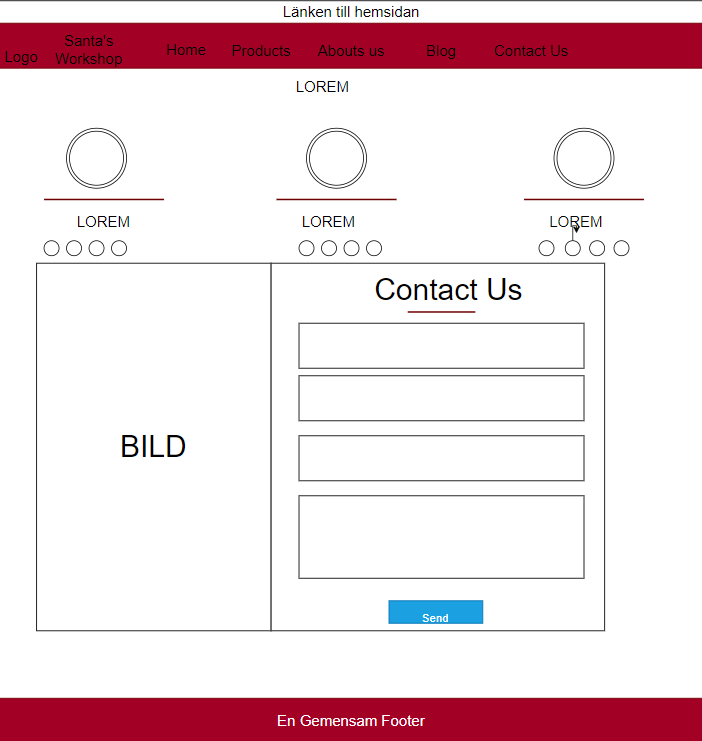 Länken till hemsidan
Logo
Santa's
Workshop
Home
Products
Abouts us
Blog
Contact Us
LOREM
LOREM
LOREM
LOREM
BILD
Contact Us
Send
En Gemensam Footer